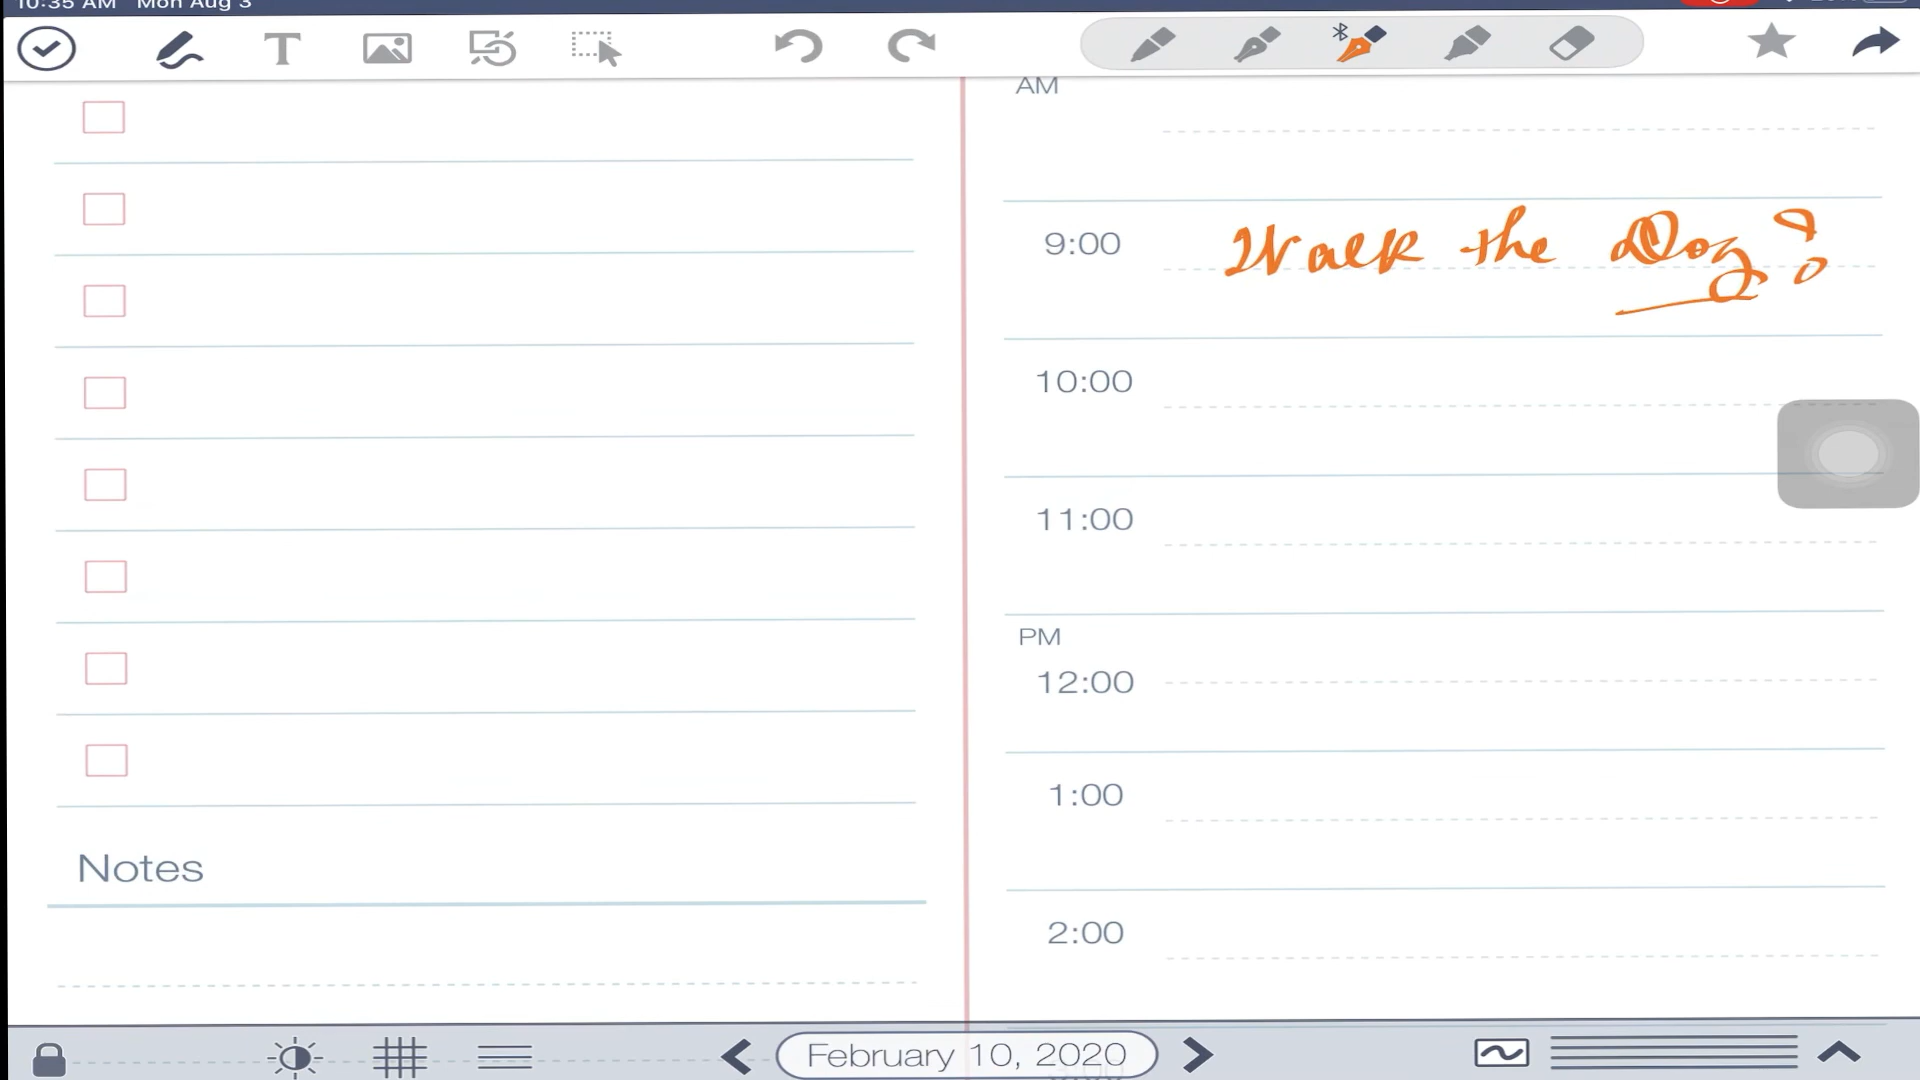 10:35 AM Mon Aug 3
T
AM
9:00 Walk the Dog!
10:00
11:00
PM
12:00
1:00
Notes
2:00
February 10, 2020